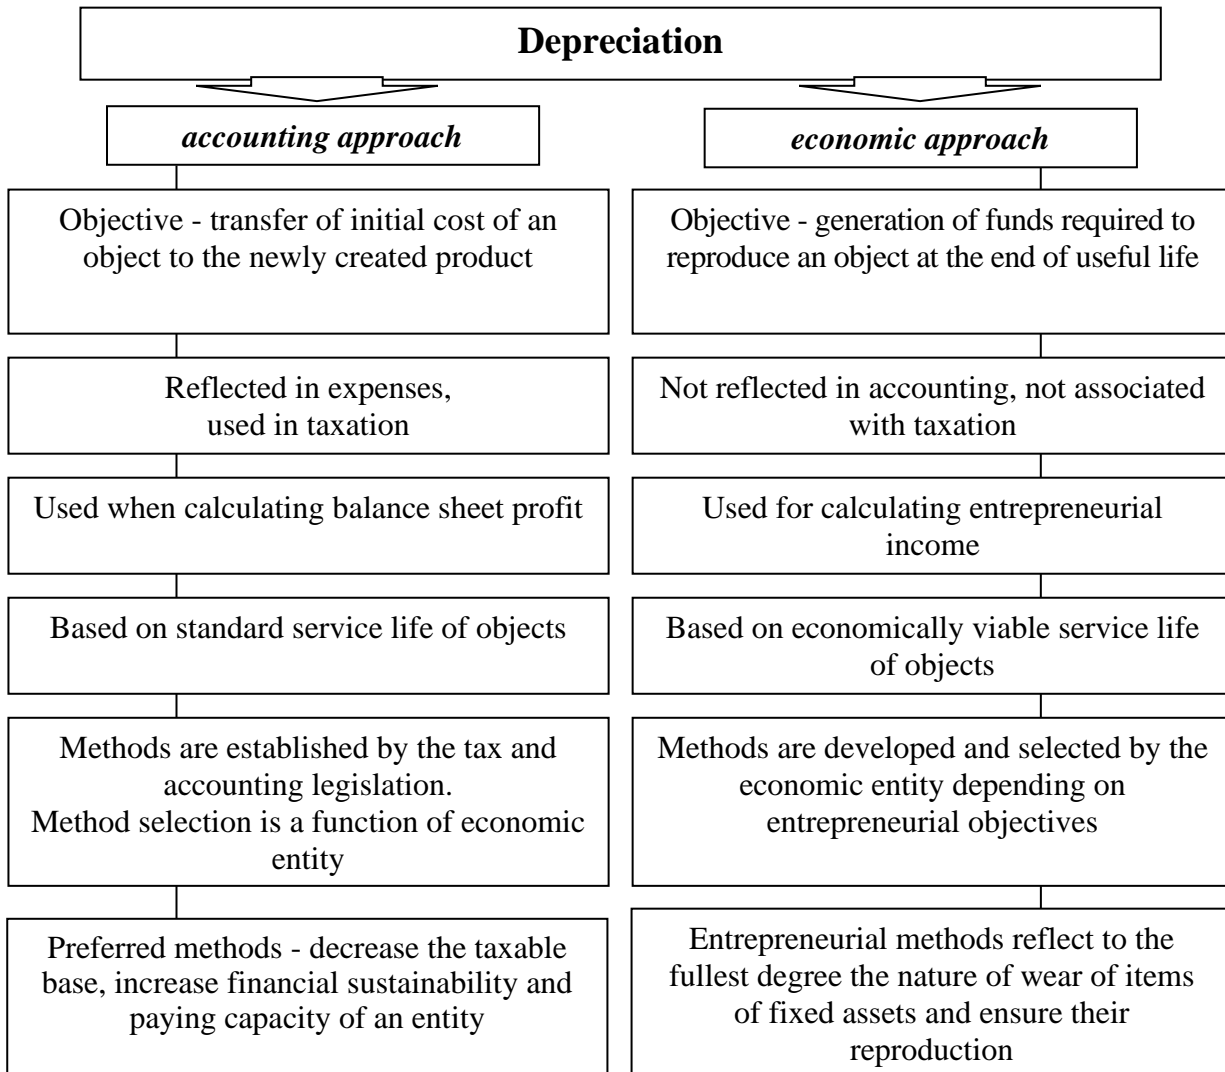 Depreciation
accounting approach
economic approach
Objective - transfer of initial cost of an
object to the newly created product
Objective - generation of funds required to
reproduce an object at the end of useful life
Reflected in expenses,
used in taxation
Not reflected in accounting, not associated
with taxation
Used when calculating balance sheet profit
Used for calculating entrepreneurial
income
Based on standard service life of objects
Based on economically viable service life
of objects
Methods are established by the tax and
accounting legislation.
Method selection is a function of economic
entity
Methods are developed and selected by the
economic entity depending on
entrepreneurial objectives
Preferred methods - decrease the taxable
base, increase financial sustainability and
paying capacity of an entity
Entrepreneurial methods reflect to the
fullest degree the nature of wear of items
of fixed assets and ensure their
reproduction